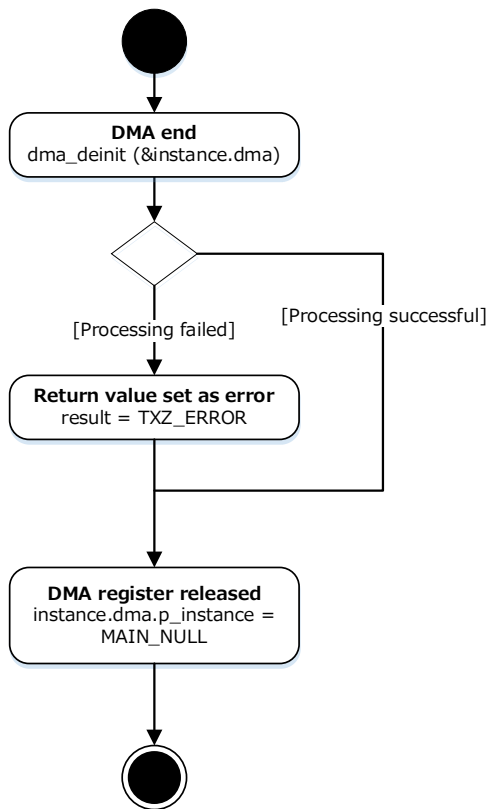 DMA end
dma_deinit (&instance.dma)
[Processing failed]
[Processing successful]
Return value set as error
result = TXZ_ERROR
DMA register released
instance.dma.p_instance =
MAIN_NULL